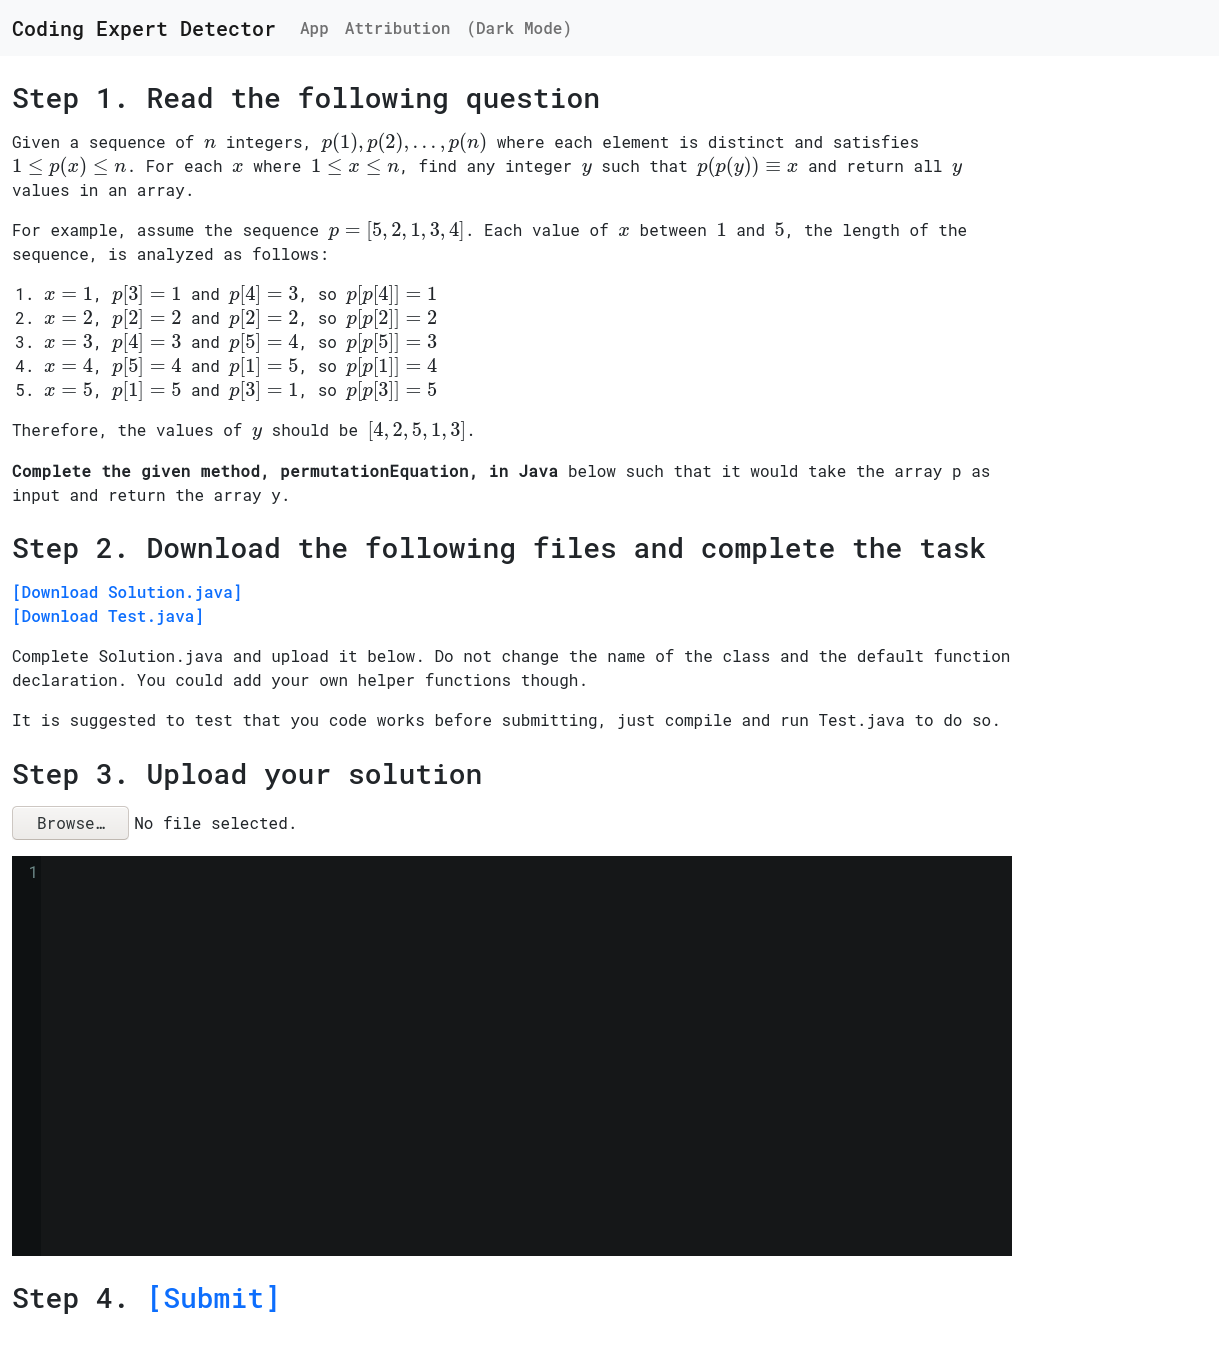 Coding Expert Detector App Attribution (Dark Mode)
Step 1. Read the following question
Given a sequence of n integers, p(1), p(2), . . . , p(n) where each element is distinct and satisfies
1 ≤ p(x) ≤ n. For each x where 1 ≤ x ≤ n, find any integer y such that p(p(y)) ≡ x and return all y
values in an array.
For example, assume the sequence p = [5, 2, 1, 3, 4]. Each value of x between 1 and 5, the length of the
sequence, is analyzed as follows:
1. x = 1, p[3] = 1 and p[4] = 3, so p[p[4]] = 1
2. x = 2, p[2] = 2 and p[2] = 2, so p[p[2]] = 2
3. x = 3, p[4] = 3 and p[5] = 4, so p[p[5]] = 3
4. x = 4, p[5] = 4 and p[1] = 5, so p[p[1]] = 4
5. x = 5, p[1] = 5 and p[3] = 1, so p[p[3]] = 5
Therefore, the values of y should be [4, 2, 5, 1, 3].
Complete the given method, permutationEquation, in Java below such that it would take the array p as
input and return the array y.
Step 2. Download the following files and complete the task
[Download Solution.java]
[Download Test.java]
Complete Solution.java and upload it below. Do not change the name of the class and the default function
declaration. You could add your own helper functions though.
It is suggested to test that you code works before submitting, just compile and run Test.java to do so.
Step 3. Upload your solution
Browse… No file selected.
1
Step 4. [Submit]